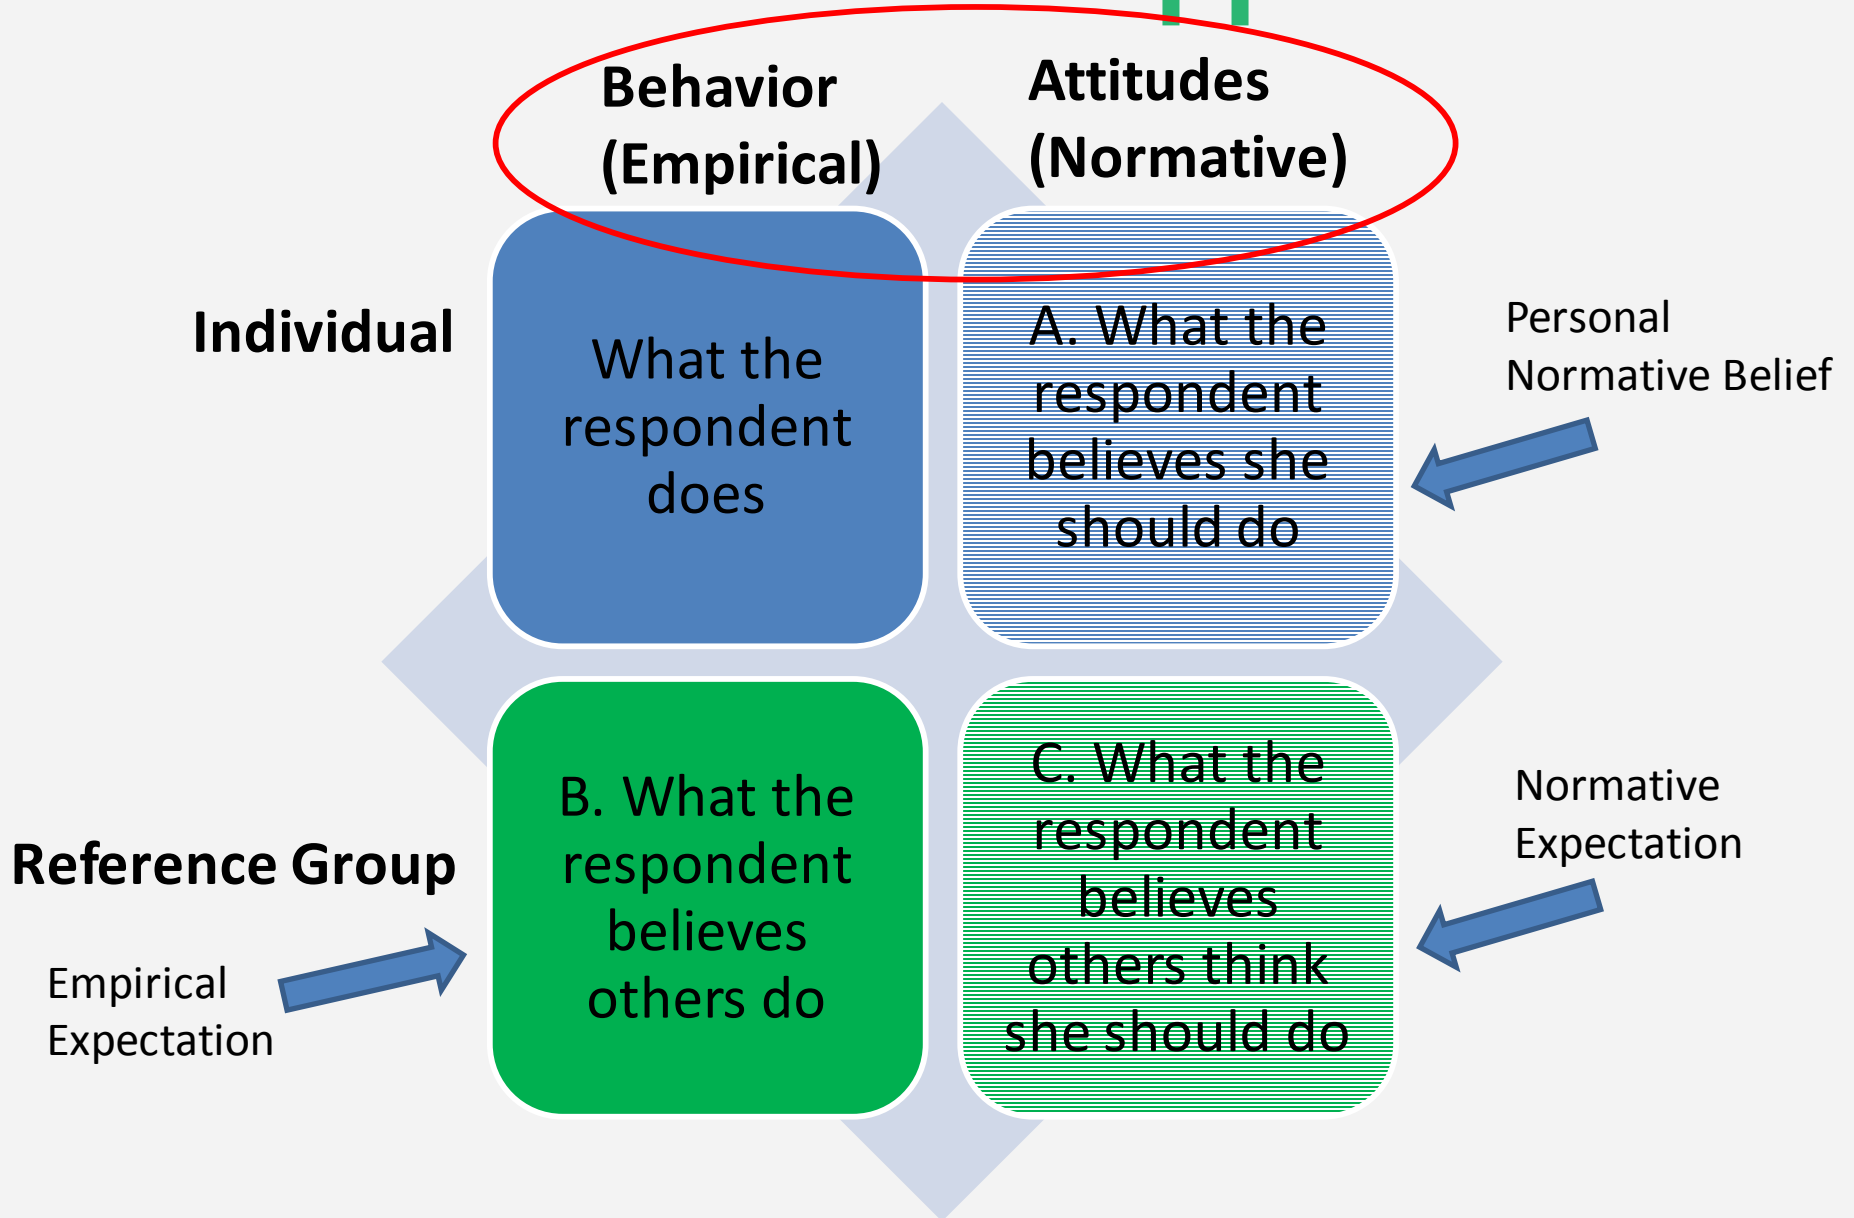 Behavior
(Empirical)
Attitudes
(Normative)
Individual
What the
respondent
does
A. What the
respondent
believes she
should do
Personal
Normative Belief
Reference Group
B. What the
respondent
believes
others do
C. What the
respondent
believes
others think
she should do
Normative
Expectation
Empirical
Expectation